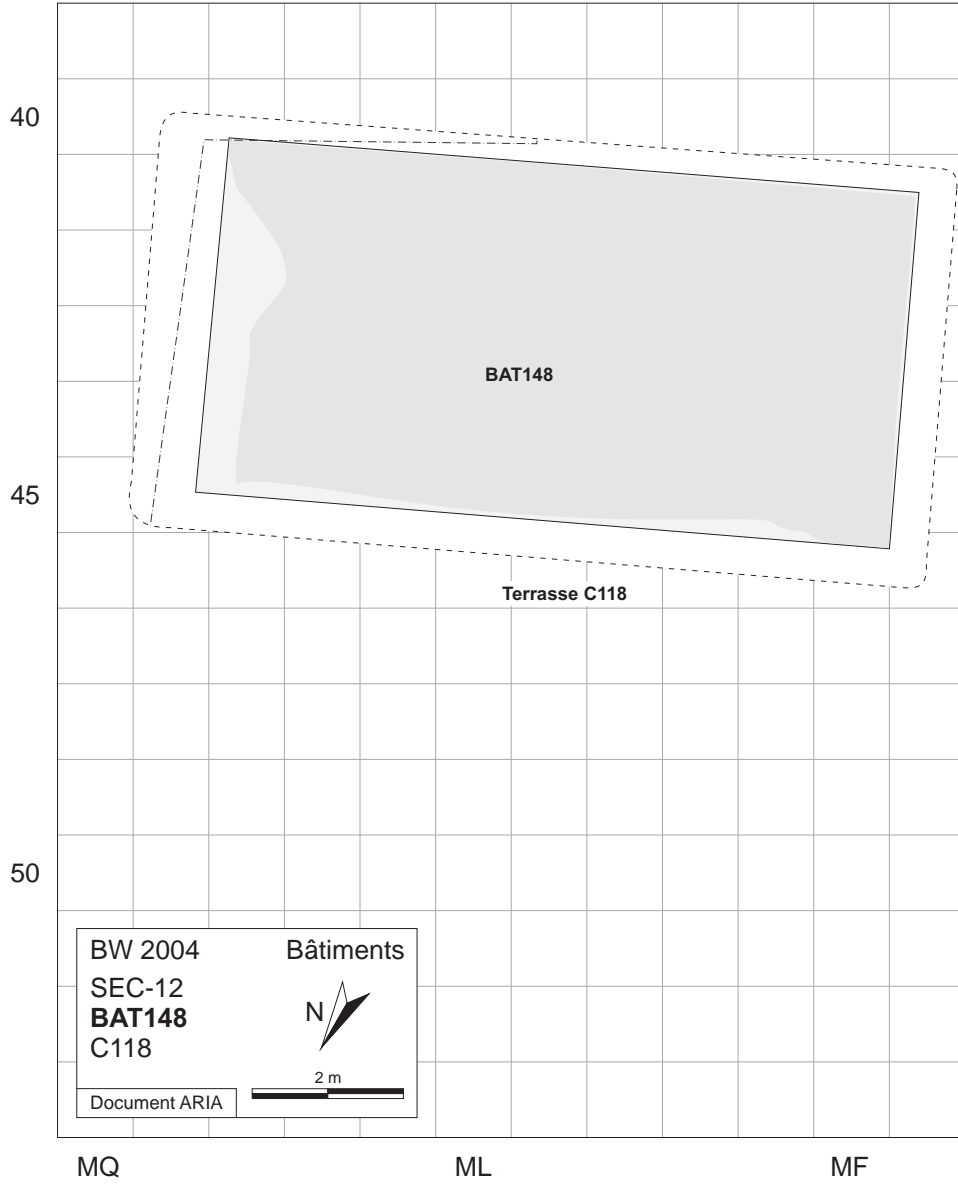 40
BAT148
45
Terrasse C118
50
BW 2004 Bâtiments
SEC-12
BAT148
C118
N
2 m
Document ARIA
MQ ML MF